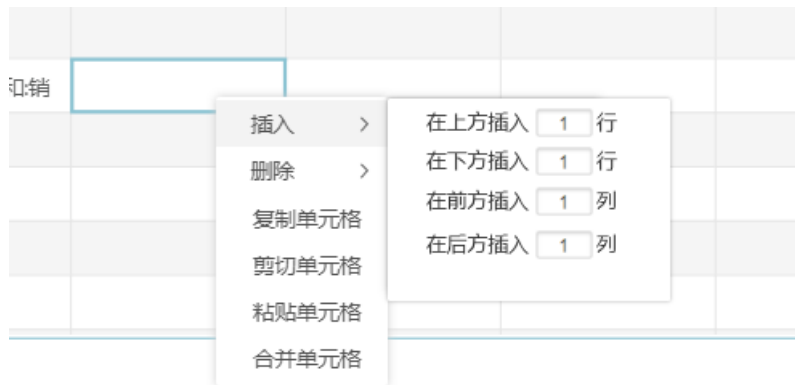 和:销
插入 >
删除 >
复制单元格
剪切单元格
粘贴单元格
合并单元格
在上方插入 1 行
在下方插入 1 行
在前方插入 1 列
在后方插入 1 列